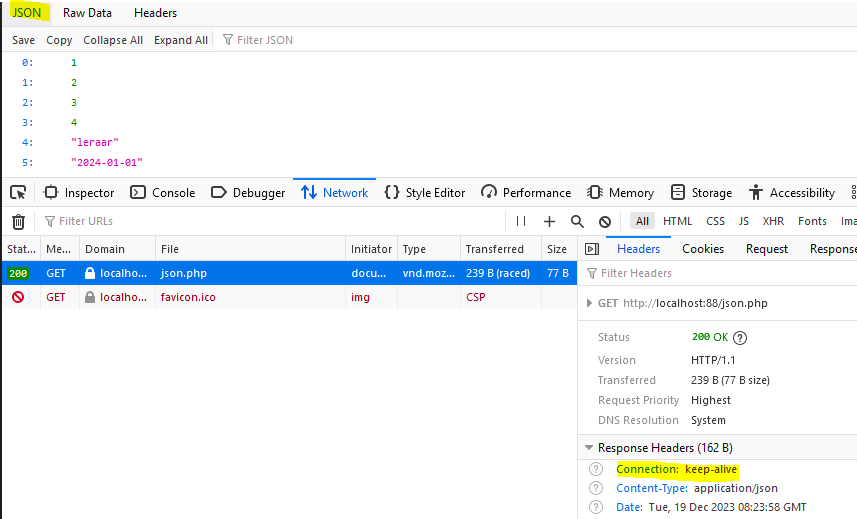 JSON Raw Data Headers
Save Copy Collapse All Expand All Filter JSON
0: 1
1: 2
2: 3
3: 4
4: "leraar"
5: "2024-01-01"
Inspector Console Debugger Network Style Editor Performance Memory Storage Accessibility
Filter URLs All HTML CSS JS XHR Fonts Ima
Stat... Me... Domain File Initiator Type Transferred Size
200 GET localho... json.php docu... vnd.moz... 239 B (raced) 77 B
GET localho... favicon.ico img CSP
Headers Cookies Request Respons
Filter Headers
GET http://localhost:88/json.php
Status 200 OK
Version HTTP/1.1
Transferred 239 B (77 B size)
Request Priority Highest
DNS Resolution System
Response Headers (162 B)
Connection: keep-alive
Content-Type: application/json
Date: Tue, 19 Dec 2023 08:23:58 GMT